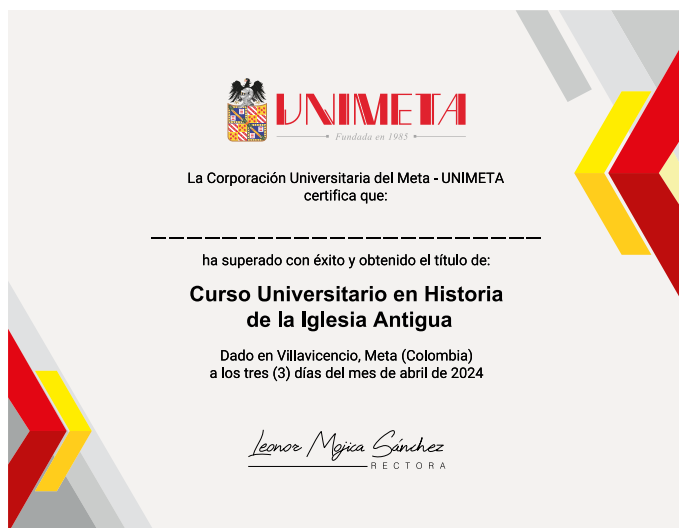 UNIMETA
Fundada en 1985
La Corporación Universitaria del Meta - UNIMETA
certifica que:
ha superado con éxito y obtenido el título de:
Curso Universitario en Historia
de la Iglesia Antigua
Dado en Villavicencio, Meta (Colombia)
a los tres (3) días del mes de abril de 2024
Leonor Mojica Sánchez
RECTORA